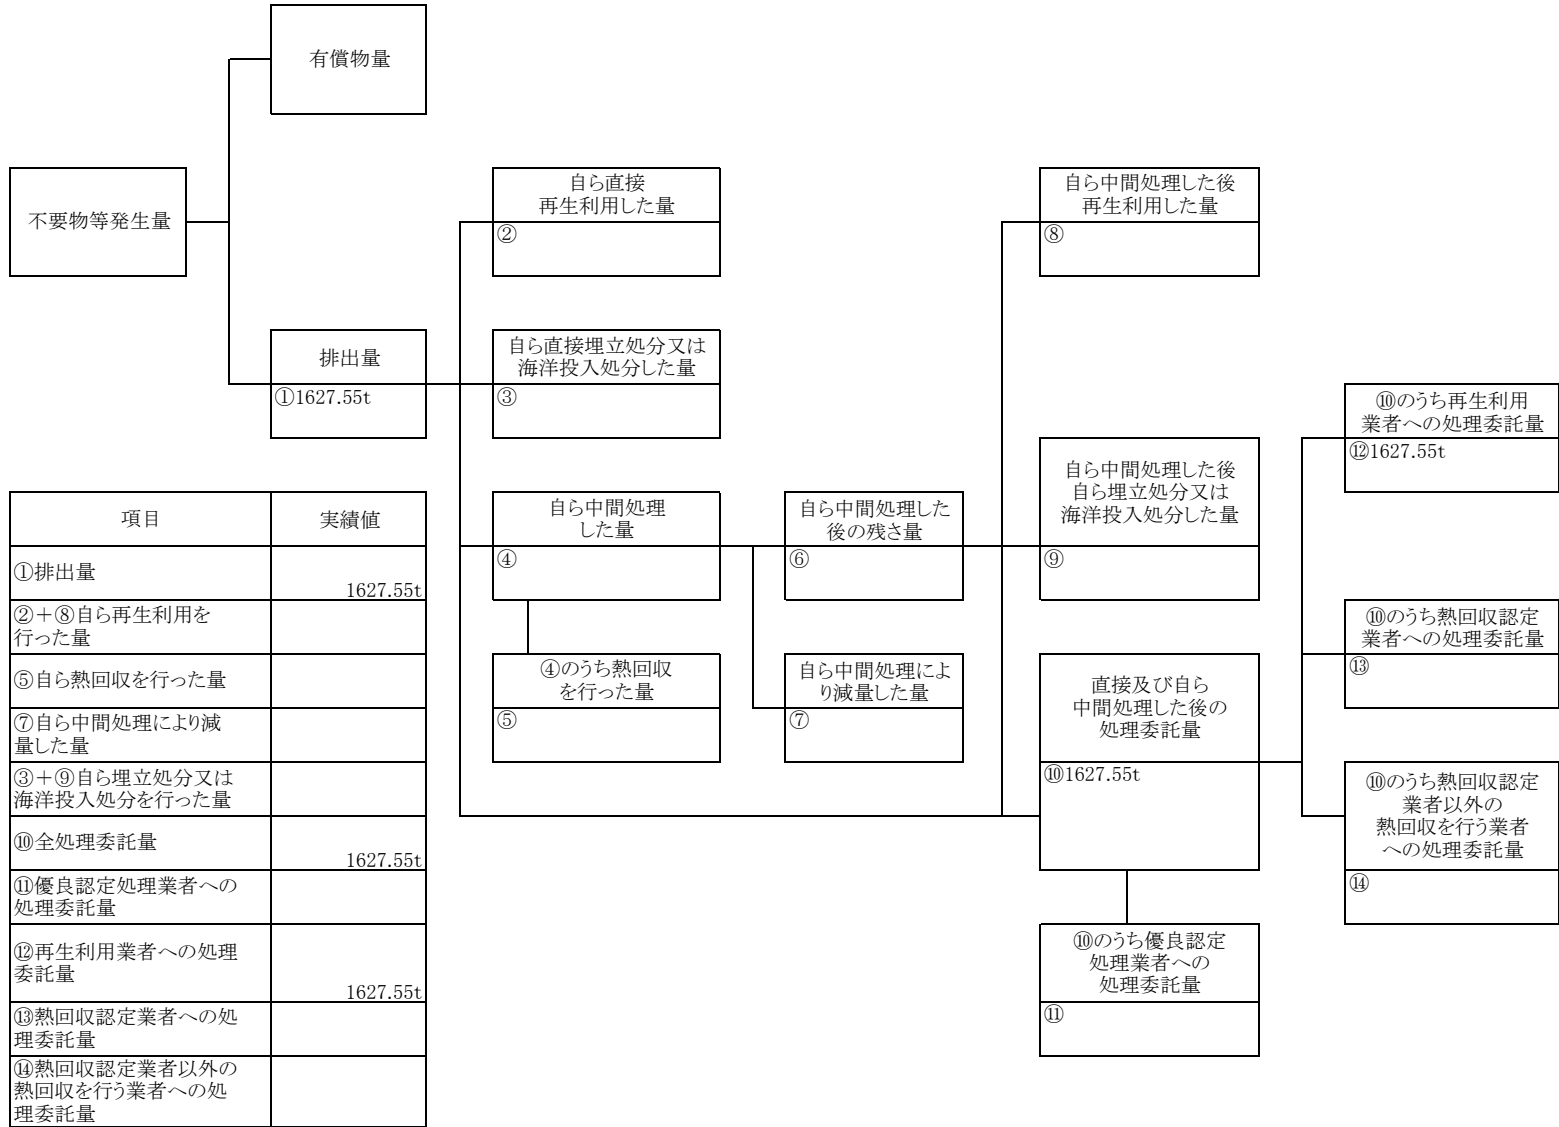 有償物量
不要物等発生量
自ら直接
再生利用した量
②
自ら中間処理した後
再生利用した量
⑧
排出量
①1627.55t
自ら直接埋立処分又は
海洋投入処分した量
③
⑩のうち再生利用
業者への処理委託量
⑫1627.55t
自ら中間処理した後
自ら埋立処分又は
海洋投入処分した量
⑨
自ら中間処理
した量
④
自ら中間処理した
後の残さ量
⑥
⑩のうち熱回収認定
業者への処理委託量
⑬
④のうち熱回収
を行った量
⑤
自ら中間処理によ
り減量した量
⑦
直接及び自ら
中間処理した後の
処理委託量
⑩1627.55t
⑩のうち熱回収認定
業者以外の
熱回収を行う業者
への処理委託量
⑭
⑩のうち優良認定
処理業者への
処理委託量
⑪
項目
実績値
①排出量
1627.55t
②＋⑧自ら再生利用を
行った量
⑤自ら熱回収を行った量
⑦自ら中間処理により減
量した量
③＋⑨自ら埋立処分又は
海洋投入処分を行った量
⑩全処理委託量
1627.55t
⑪優良認定処理業者への
処理委託量
⑫再生利用業者への処理
委託量
1627.55t
⑬熱回収認定業者への処
理委託量
⑭熱回収認定業者以外の
熱回収を行う業者への処
理委託量